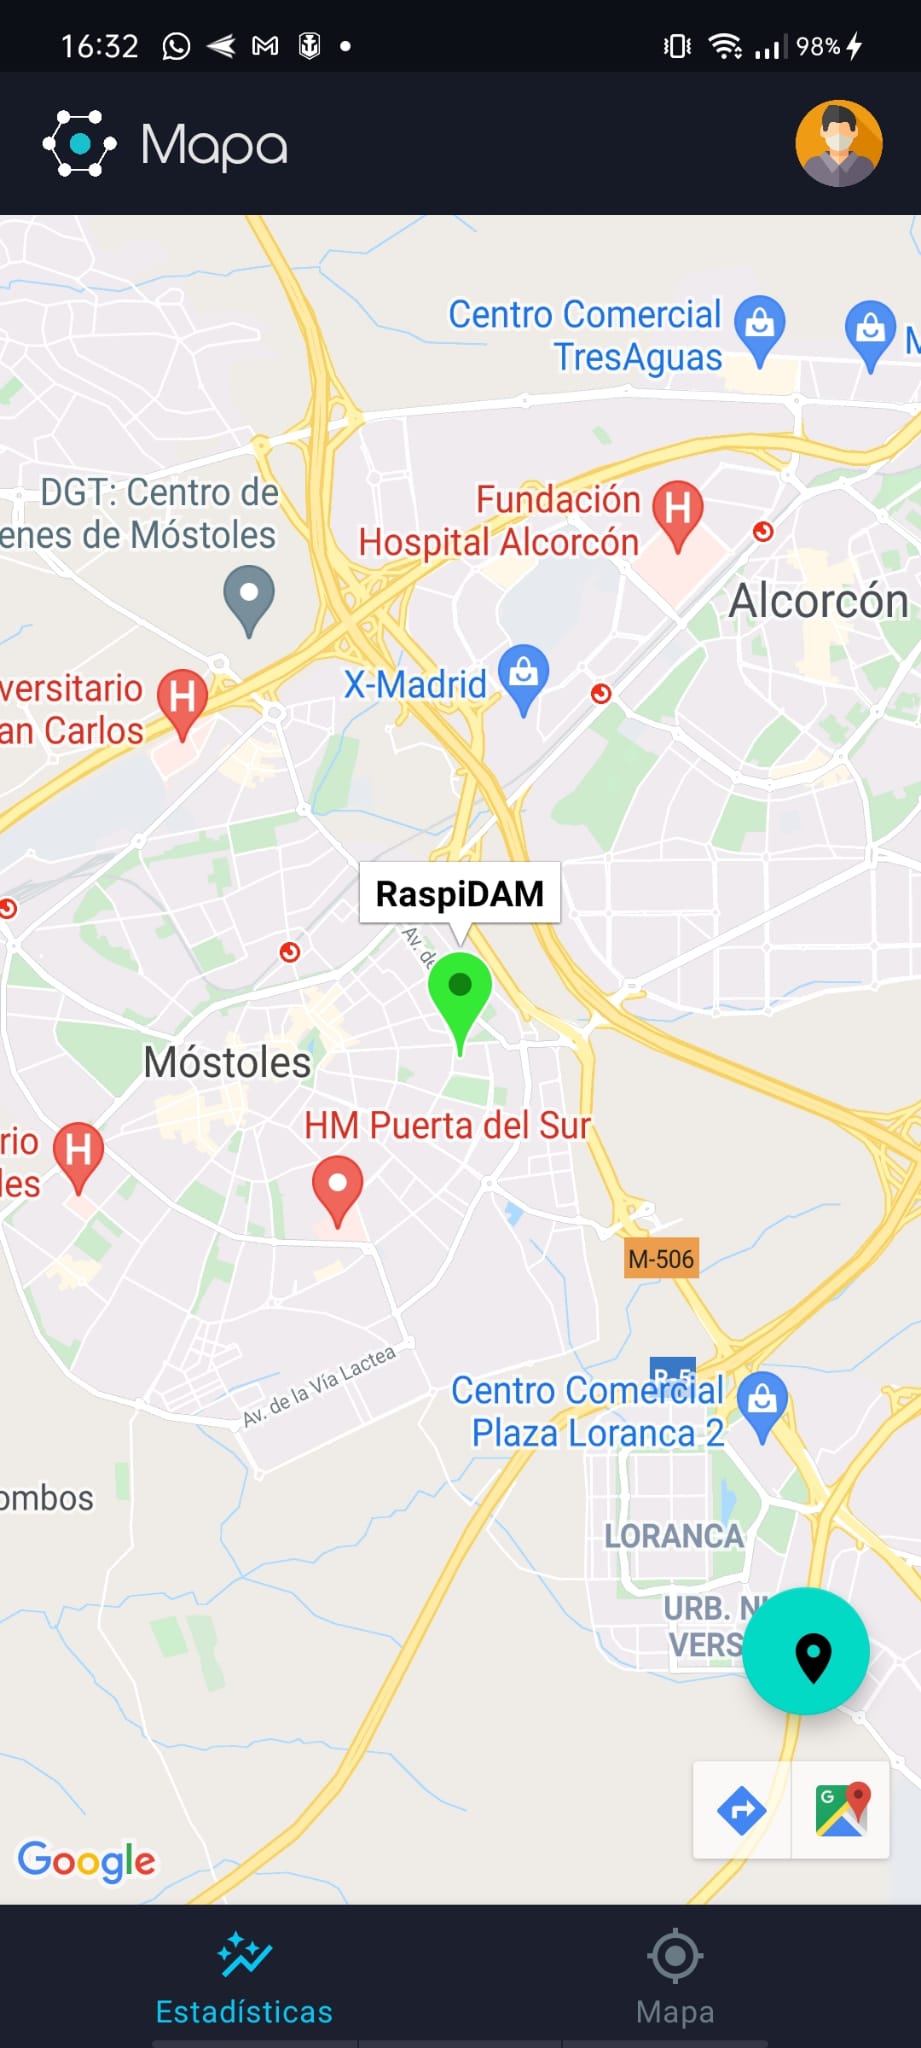 16:32
98%
Mapa
Centro Comercial
TresAguas
M
DGT: Centro de
enes de Móstoles
Fundación
Hospital Alcorcón
Alcorcón
versitario
an Carlos
X-Madrid
RaspiDAM
Av. de
Móstoles
HM Puerta del Sur
rio
les
M-506
R-5
Av. de la Vía Lactea
Centro Comercial
Plaza Loranca 2
ombos
LORANCA
URB. N
VERS
G
Google
Estadísticas
Mapa